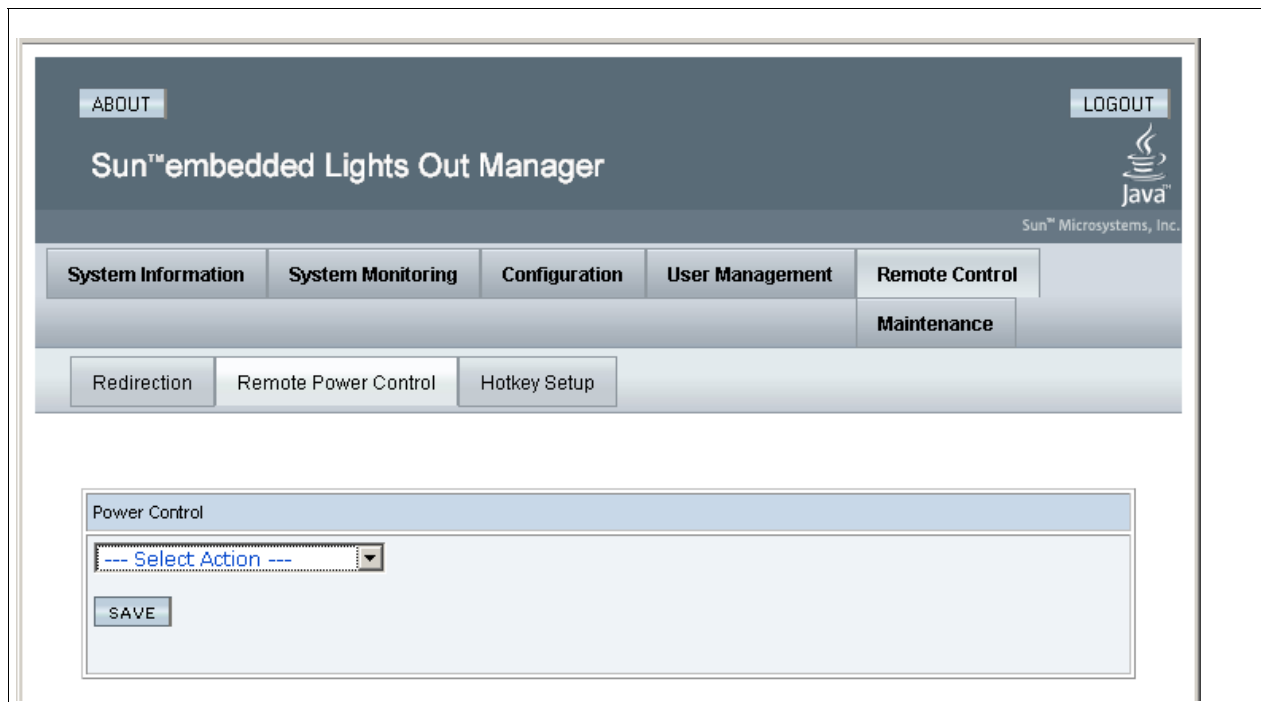 ABOUT
LOGOUT
Sun™embedded Lights Out Manager
Java™
Sun™ Microsystems, Inc.
System Information
System Monitoring
Configuration
User Management
Remote Control
Maintenance
Redirection
Remote Power Control
Hotkey Setup
Power Control
--- Select Action ---
SAVE